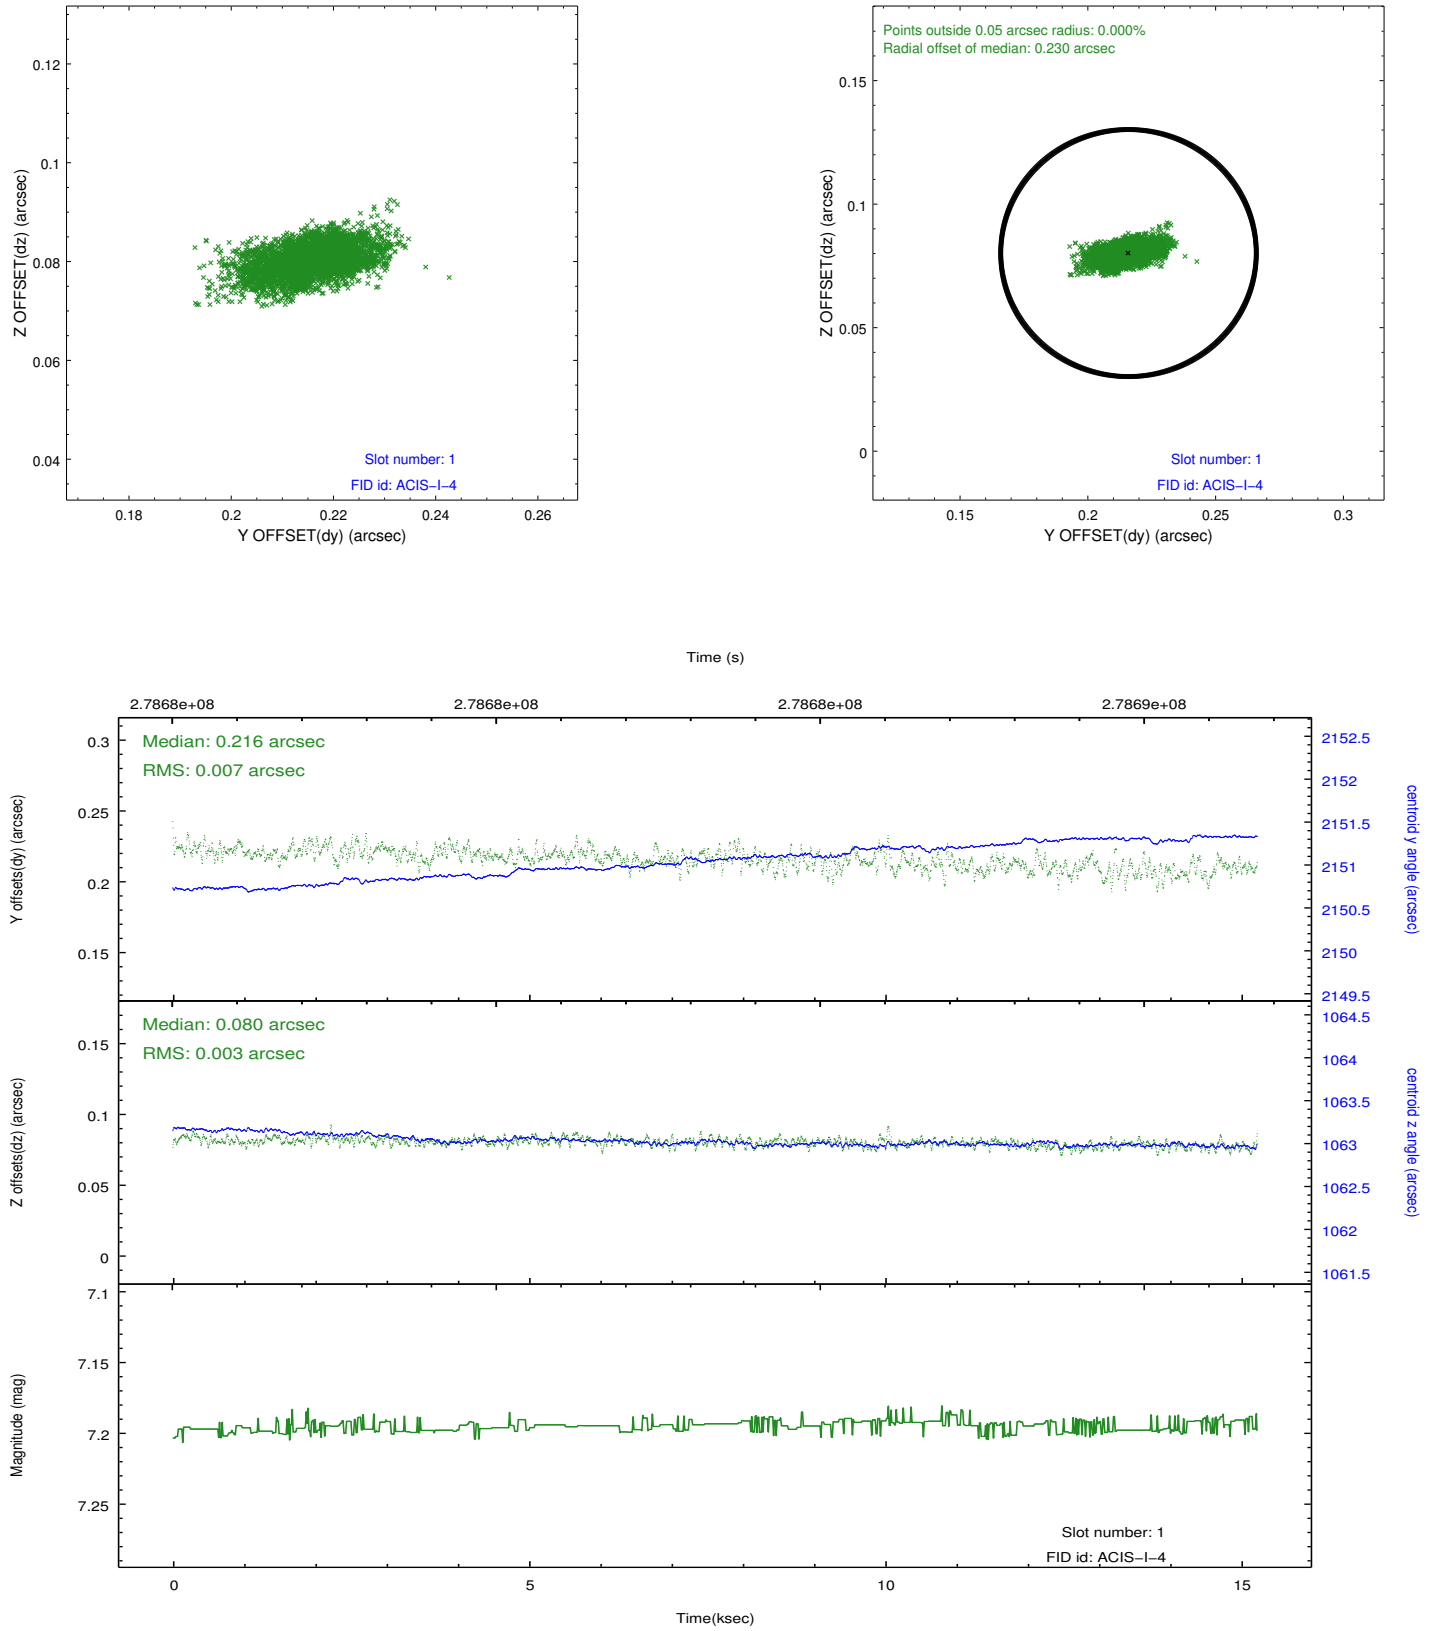 0.12
0.1
0.08
0.06
0.04
Z OFFSET(dz) (arcsec)
Slot number: 1
FID id: ACIS−I−4
0.18 0.2 0.22 0.24 0.26
Y OFFSET(dy) (arcsec)
Points outside 0.05 arcsec radius: 0.000%
Radial offset of median: 0.230 arcsec
0.15
0.1
0.05
0
Z OFFSET(dz) (arcsec)
Slot number: 1
FID id: ACIS−I−4
0.15 0.2 0.25 0.3
Y OFFSET(dy) (arcsec)
Time (s)
2.7868e+08 2.7868e+08 2.7868e+08 2.7869e+08
Median: 0.216 arcsec
RMS: 0.007 arcsec
0.3
0.25
0.2
0.15
Y offsets(dy) (arcsec)
2152.5
2152
2151.5
2151
2150.5
2150
2149.5
centroid y angle (arcsec)
Median: 0.080 arcsec
RMS: 0.003 arcsec
0.15
0.1
0.05
0
Z offsets(dz) (arcsec)
1064.5
1064
1063.5
1063
1062.5
1062
1061.5
centroid z angle (arcsec)
7.1
7.15
7.2
7.25
Magnitude (mag)
Slot number: 1
FID id: ACIS−I−4
0 5 10 15
Time(ksec)